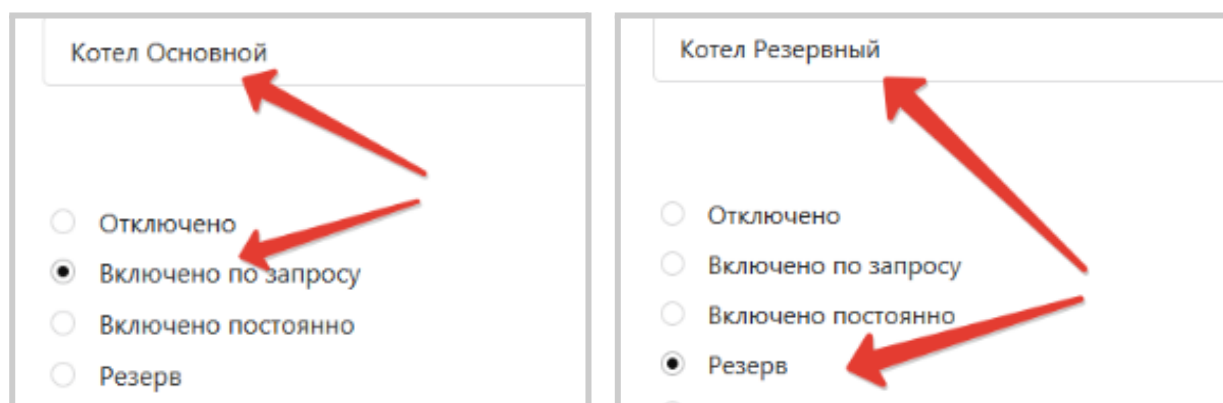 Котел Основной
Отключено
Включено по запросу
Включено постоянно
Резерв
Котел Резервный
Отключено
Включено по запросу
Включено постоянно
Резерв